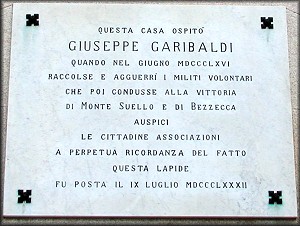 QUESTA CASA OSPITÒ
GIUSEPPE GARIBALDI
QUANDO NEL GIUGNO MDCCCLXVI
RACCOLSE E AGGUERRÌ I MILITI VOLONTARI
CHE POI CONDUSSE ALLA VITTORIA
DI MONTE SUELLO E DI BEZZECCA
AUSPICI
LE CITTADINE ASSOCIAZIONI
A PERPETUA RICORDANZA DEL FATTO
QUESTA LAPIDE
FU POSTA IL IX LUGLIO MDCCCLXXXII